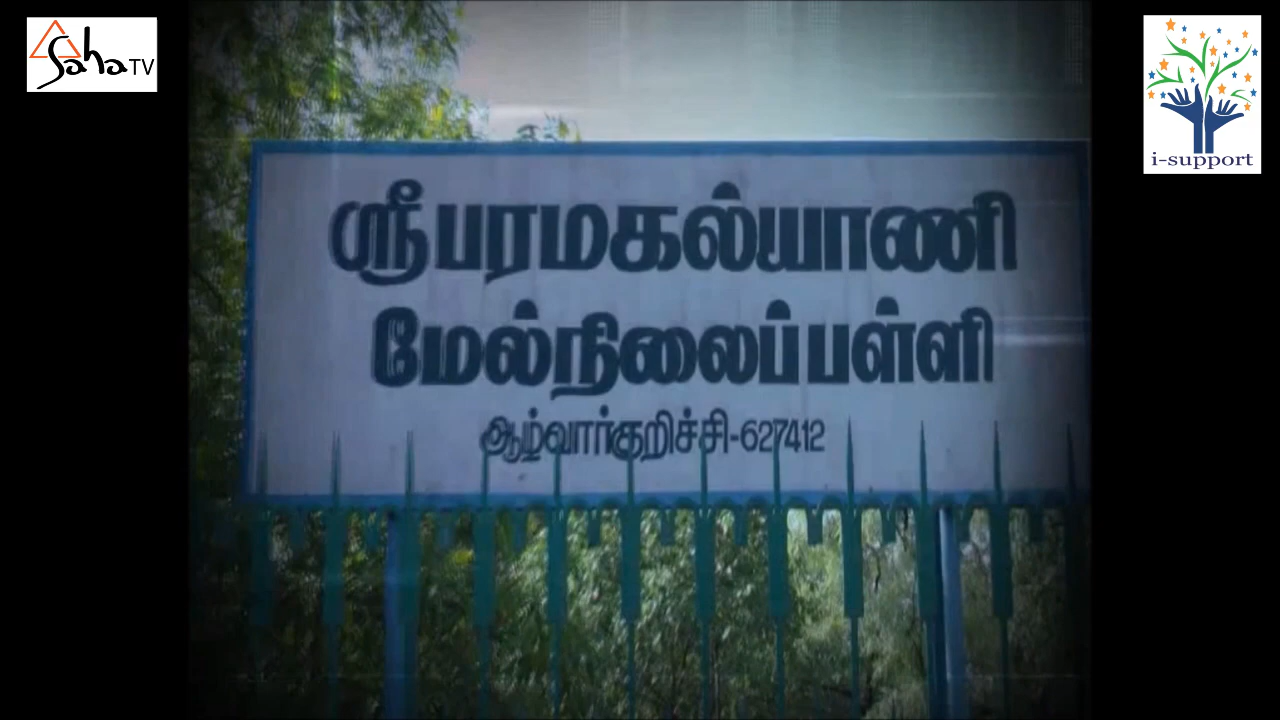 Saha TV
i-support
ஸ்ரீ பரமகல்யாணி
மேல்நிலைப் பள்ளி
ஆழ்வார்குறிச்சி-627412